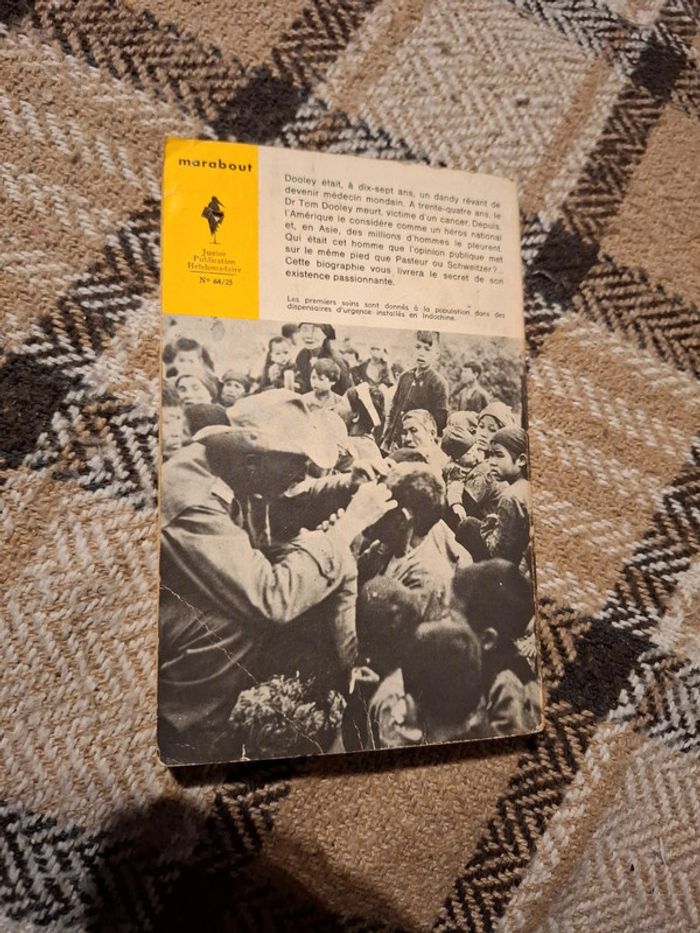 marabout
Junior
Publication
Hebdomadaire
N° 64/25
Dooley était, à dix-sept ans, un dandy rêvant de
devenir médecin mondain. A trente-quatre ans, le
Dr Tom Dooley meurt, victime d'un cancer. Depuis,
l'Amérique le considère comme un héros national
et, en Asie, des millions d'hommes le pleurent.
Qui était cet homme que l'opinion publique met
sur le même pied que Pasteur ou Schweitzer?...
Cette biographie vous livrera le secret de son
existence passionnante.
Les premiers soins sont donnés à la population dans des
dispensaires d'urgence installés en Indochine.